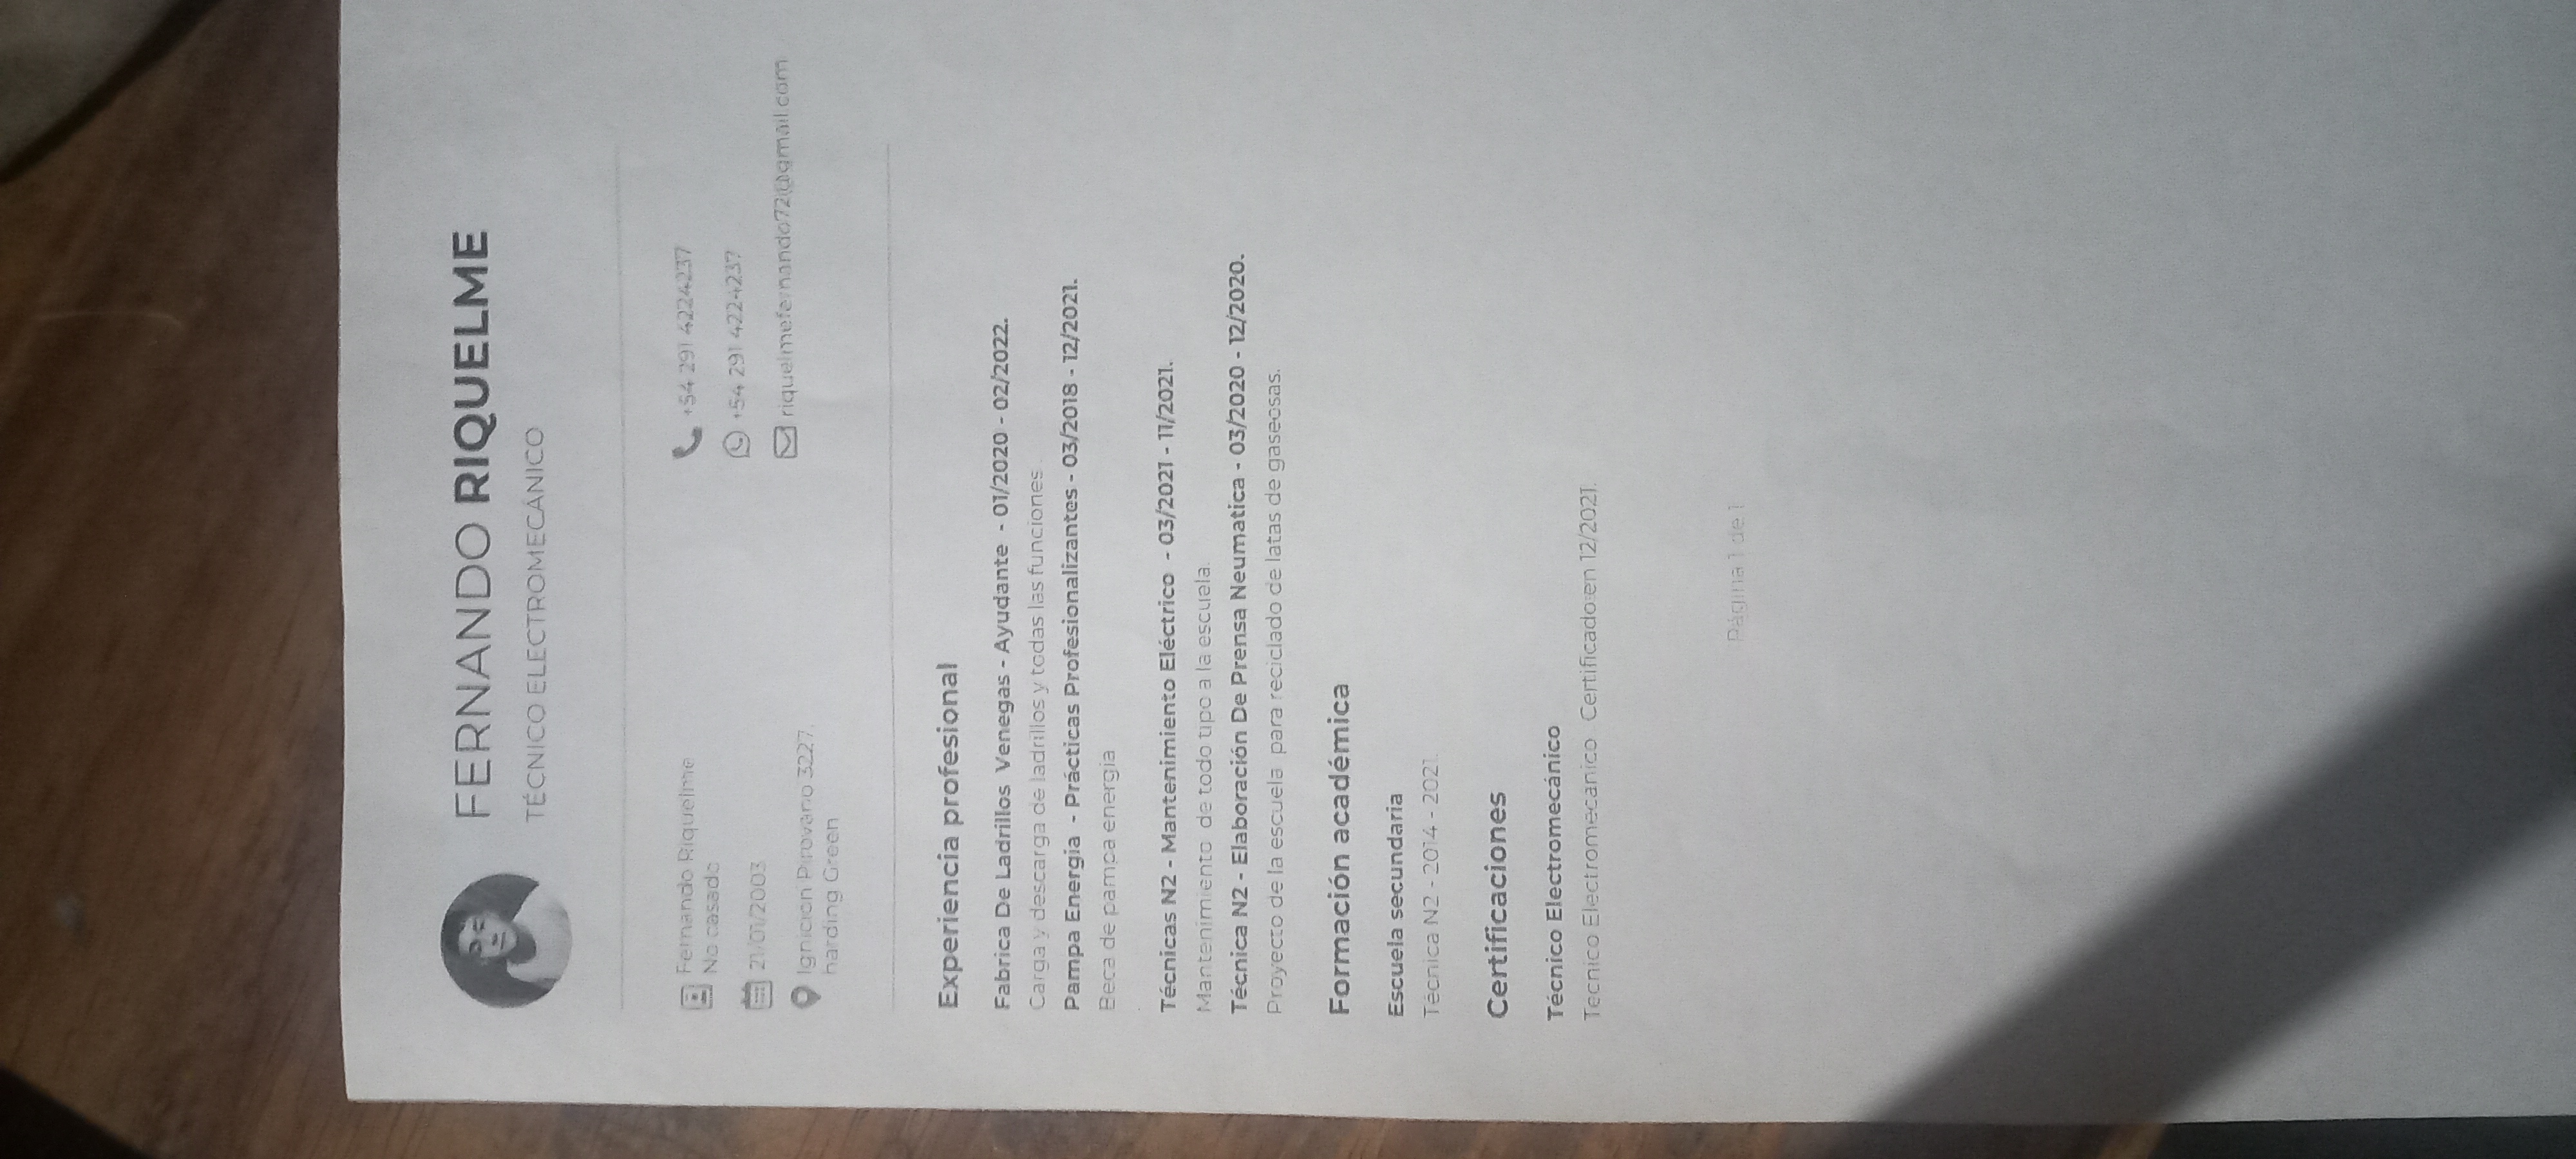 FERNANDO RIQUELME
TÉCNICO ELECTROMECÁNICO
Fernando Riquelme
No casado
21/01/2003
Ignicion Pirovano 3227,
harding Green
+54 291 4224237
+54 291 4224237
riquelmefernando72@gmail.com
Experiencia profesional
Fabrica De Ladrillos Venegas - Ayudante - 01/2020 - 02/2022.
Carga y descarga de ladrillos y todas las funciones .
Pampa Energia - Prácticas Profesionalizantes - 03/2018 - 12/2021.
Beca de pampa energia
Técnicas N2 - Mantenimiento Eléctrico - 03/2021 - 11/2021.
Mantenimiento de todo tipo a la escuela.
Técnica N2 - Elaboración De Prensa Neumatica - 03/2020 - 12/2020.
Proyecto de la escuela para reciclado de latas de gaseosas.
Formación académica
Escuela secundaria
Técnica N2 - 2014 - 2021.
Certificaciones
Técnico Electromecánico
Tecnico Electromecanico . Certificado en 12/2021.
Página 1 de 1